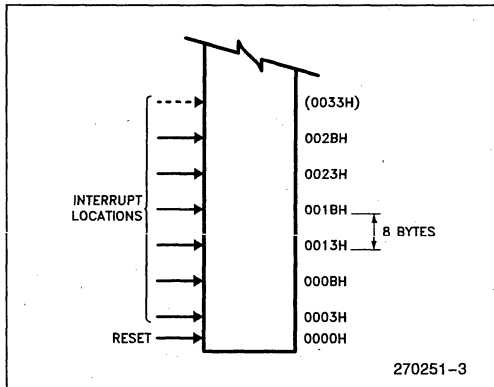 (0033H)
002BH
0023H
INTERRUPT
LOCATIONS
001BH
8 BYTES
0013H
000BH
0003H
RESET
0000H
270251-3